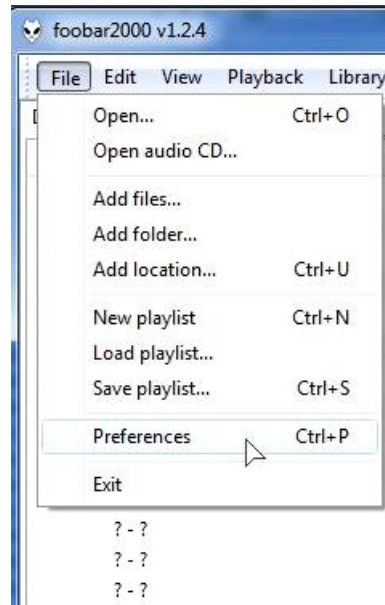 foobar2000 v1.2.4
File Edit View Playback Library
Open... Ctrl+O
Open audio CD...
Add files...
Add folder...
Add location... Ctrl+U
New playlist Ctrl+N
Load playlist...
Save playlist... Ctrl+S
Preferences Ctrl+P
Exit
? - ?
? - ?
? - ?